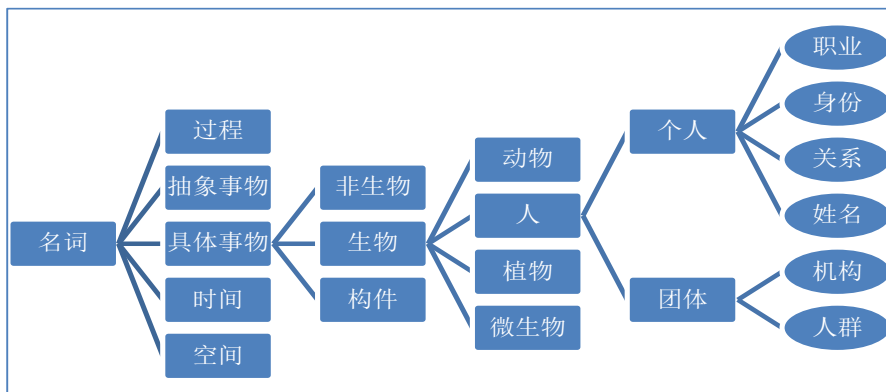 名词
过程
抽象事物
具体事物
时间
空间
非生物
生物
构件
动物
人
植物
微生物
个人
团体
职业
身份
关系
姓名
机构
人群